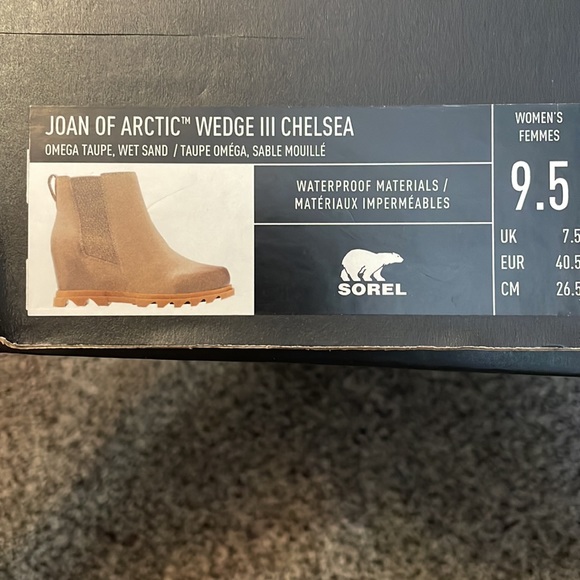 JOAN OF ARCTIC™ WEDGE III CHELSEA
OMEGA TAUPE, WET SAND / TAUPE OMÉGA, SABLE MOUILLÉ
WATERPROOF MATERIALS /
MATÉRIAUX IMPERMÉABLES
SOREL
WOMEN'S
FEMMES
9.5
UK 7.5
EUR 40.5
CM 26.5